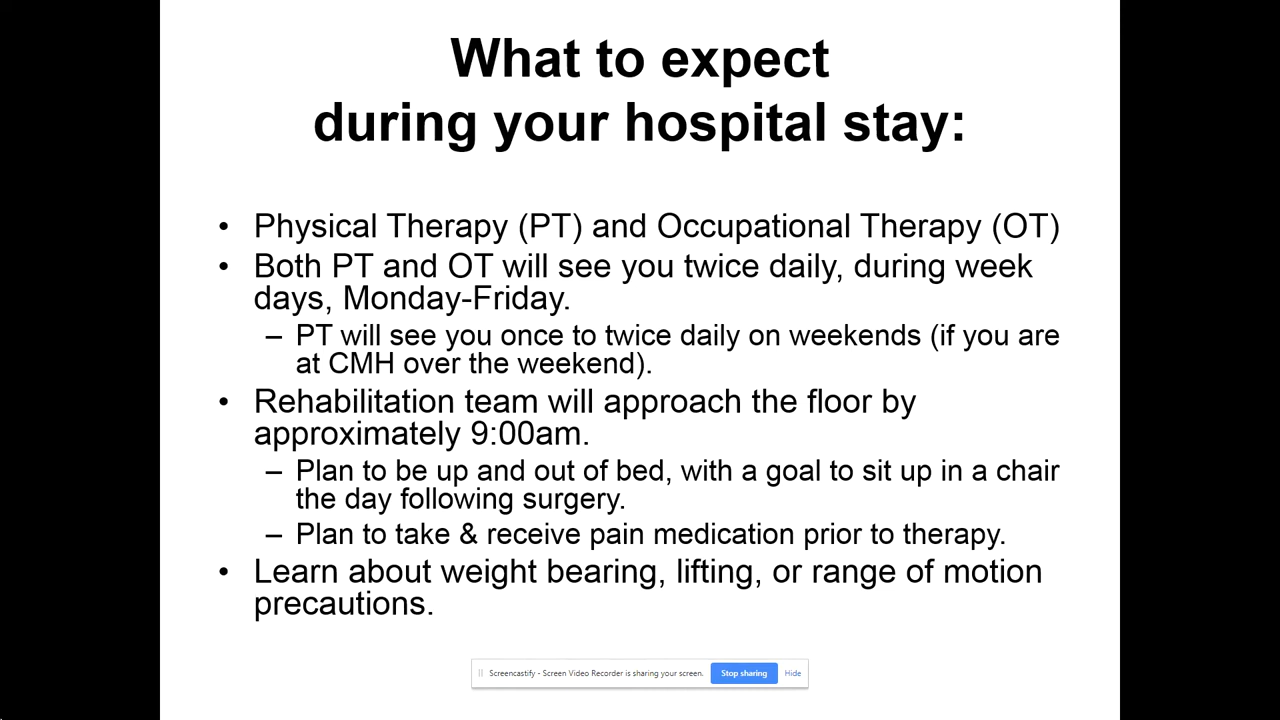 What to expect
during your hospital stay:
• Physical Therapy (PT) and Occupational Therapy (OT)
• Both PT and OT will see you twice daily, during week
days, Monday-Friday.
– PT will see you once to twice daily on weekends (if you are
at CMH over the weekend).
• Rehabilitation team will approach the floor by
approximately 9:00am.
– Plan to be up and out of bed, with a goal to sit up in a chair
the day following surgery.
– Plan to take & receive pain medication prior to therapy.
• Learn about weight bearing, lifting, or range of motion
precautions.
Screencastify - Screen Video Recorder is sharing your screen. Stop sharing Hide